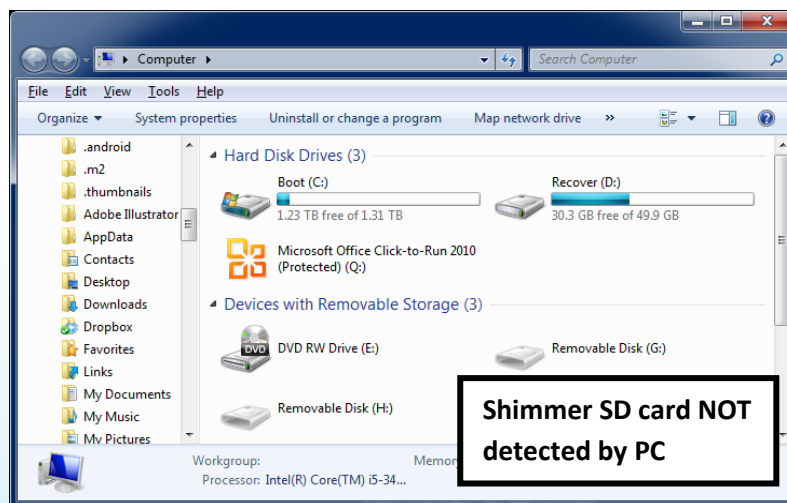 Computer
Search Computer
File Edit View Tools Help
Organize System properties Uninstall or change a program Map network drive »
.android
.m2
.thumbnails
Adobe Illustrator
AppData
Contacts
Desktop
Downloads
Dropbox
Favorites
Links
My Documents
My Music
My Pictures
Hard Disk Drives (3)
Boot (C:)
1.23 TB free of 1.31 TB
Recover (D:)
30.3 GB free of 49.9 GB
Microsoft Office Click-to-Run 2010
(Protected) (Q:)
Devices with Removable Storage (3)
DVD
DVD RW Drive (E:)
Removable Disk (G:)
Removable Disk (H:)
Shimmer SD card NOT
detected by PC
Workgroup:
Processor: Intel(R) Core(TM) i5-34...